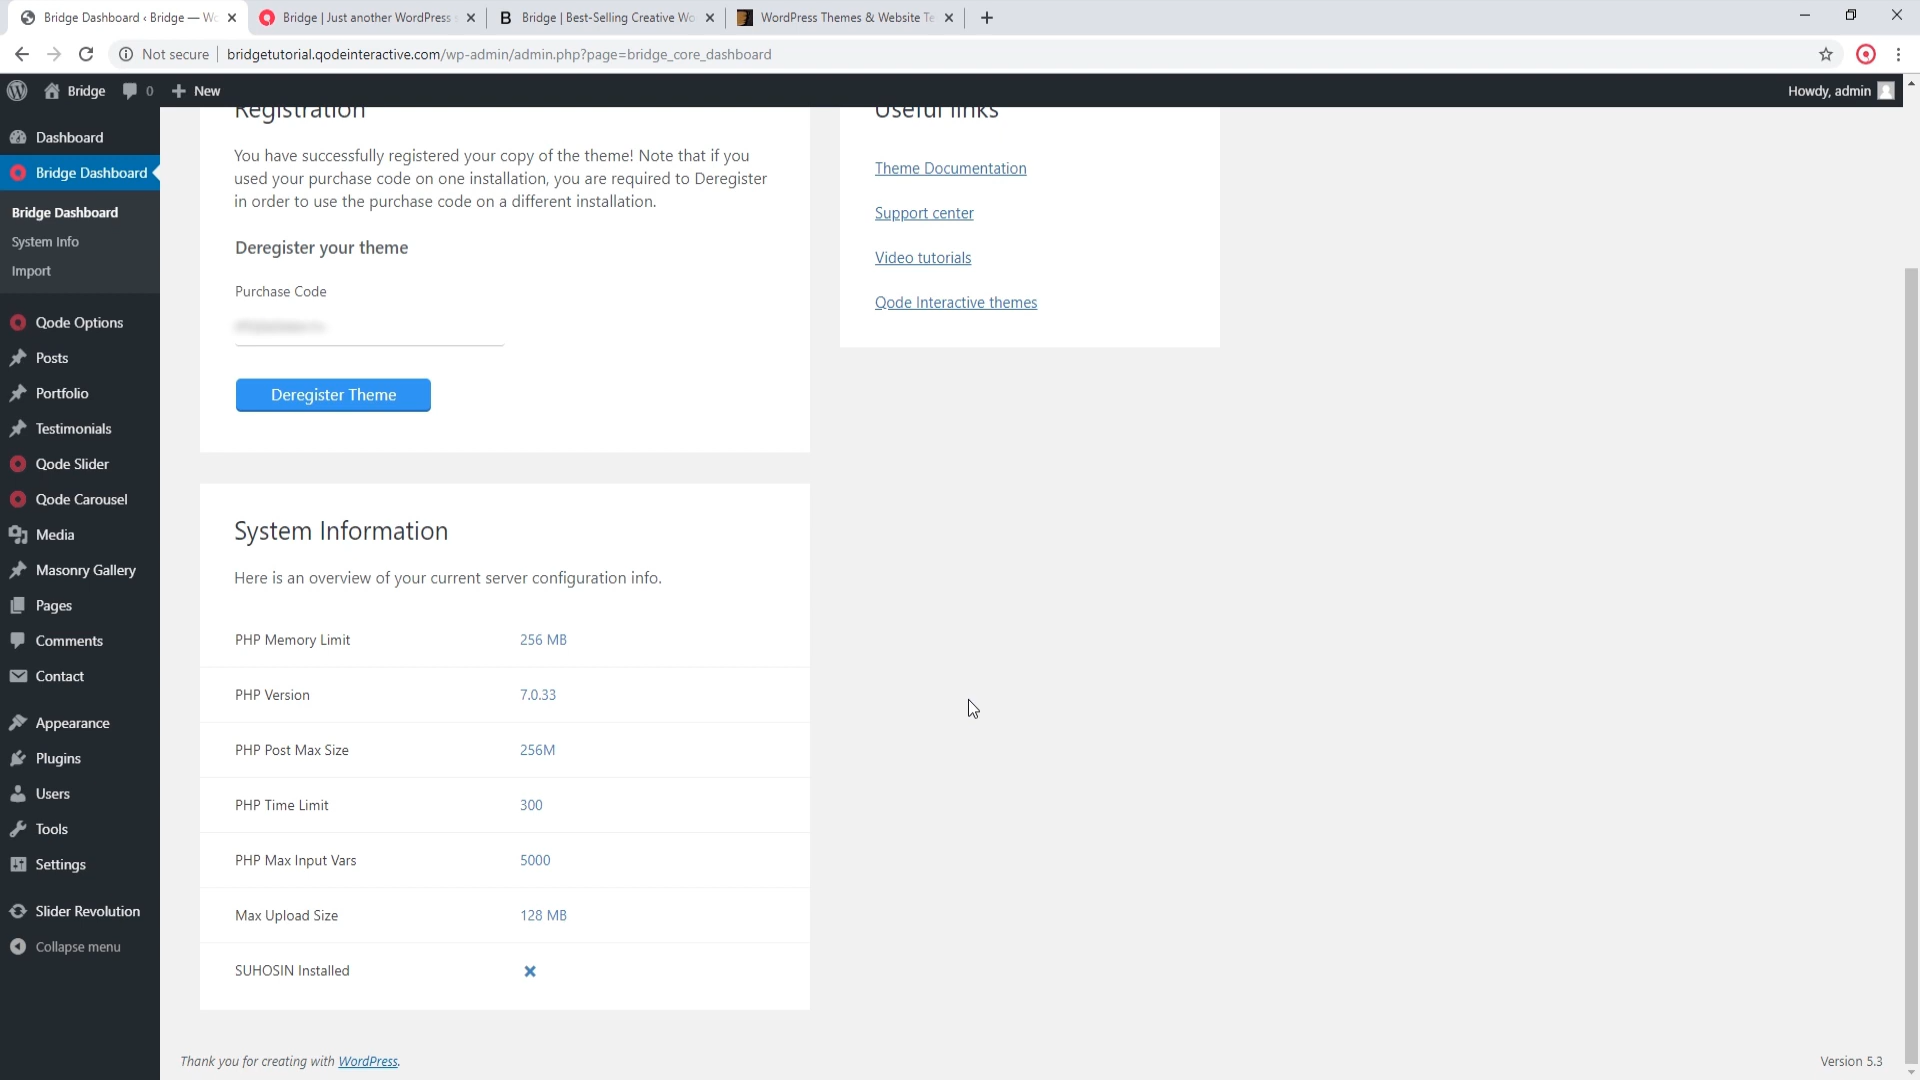 Bridge Dashboard ‹ Bridge — Wo
Bridge | Just another WordPress s
Bridge | Best-Selling Creative Wo
WordPress Themes & Website Te
Not secure
bridgetutorial.qodeinteractive.com/wp-admin/admin.php?page=bridge_core_dashboard
Bridge
0
New
Howdy, admin
Dashboard
Bridge Dashboard
Bridge Dashboard
System Info
Import
Qode Options
Posts
Portfolio
Testimonials
Qode Slider
Qode Carousel
Media
Masonry Gallery
Pages
Comments
Contact
Appearance
Plugins
Users
Tools
Settings
Slider Revolution
Collapse menu
Registration
You have successfully registered your copy of the theme! Note that if you
used your purchase code on one installation, you are required to Deregister
in order to use the purchase code on a different installation.
Deregister your theme
Purchase Code
Deregister Theme
Useful links
Theme Documentation
Support center
Video tutorials
Qode Interactive themes
System Information
Here is an overview of your current server configuration info.
PHP Memory Limit 256 MB
PHP Version 7.0.33
PHP Post Max Size 256M
PHP Time Limit 300
PHP Max Input Vars 5000
Max Upload Size 128 MB
SUHOSIN Installed
Thank you for creating with WordPress.
Version 5.3